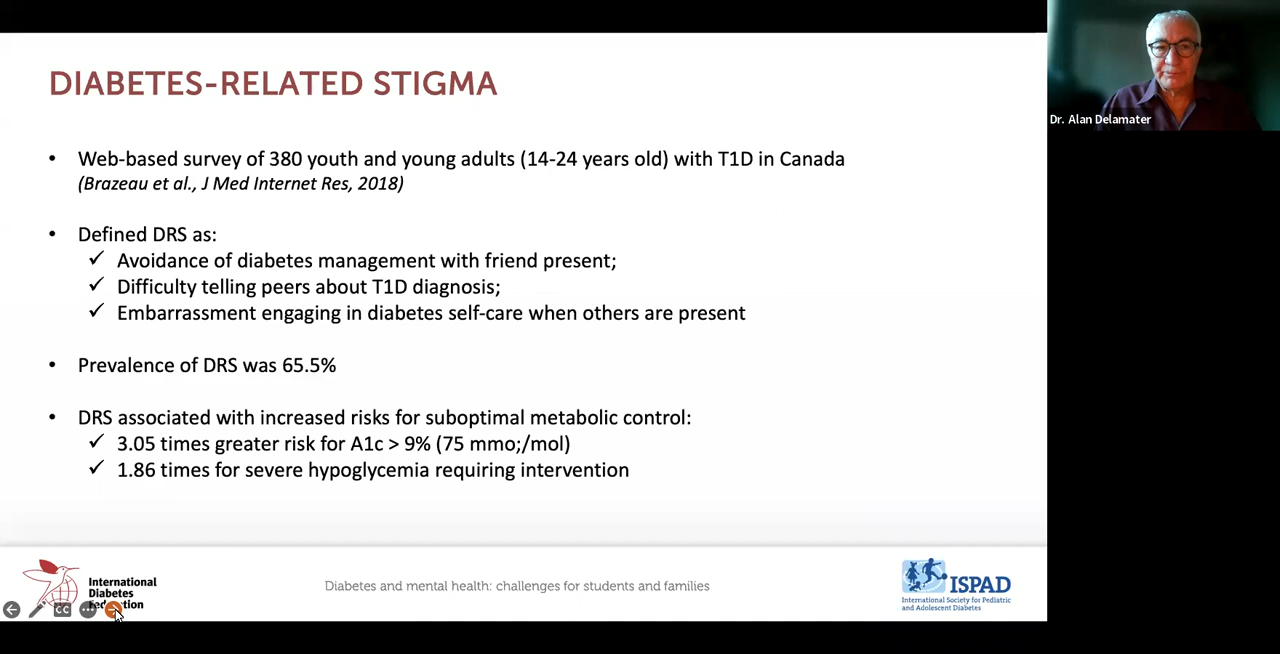 DIABETES-RELATED STIGMA
• Web-based survey of 380 youth and young adults (14-24 years old) with T1D in Canada
(Brazeau et al., J Med Internet Res, 2018)
• Defined DRS as:
✓ Avoidance of diabetes management with friend present;
✓ Difficulty telling peers about T1D diagnosis;
✓ Embarrassment engaging in diabetes self-care when others are present
• Prevalence of DRS was 65.5%
• DRS associated with increased risks for suboptimal metabolic control:
✓ 3.05 times greater risk for A1c > 9% (75 mmo;/mol)
✓ 1.86 times for severe hypoglycemia requiring intervention
International
Diabetes
Federation
CC
Diabetes and mental health: challenges for students and families
ISPAD
International Society for Pediatric
and Adolescent Diabetes
Dr. Alan Delamater